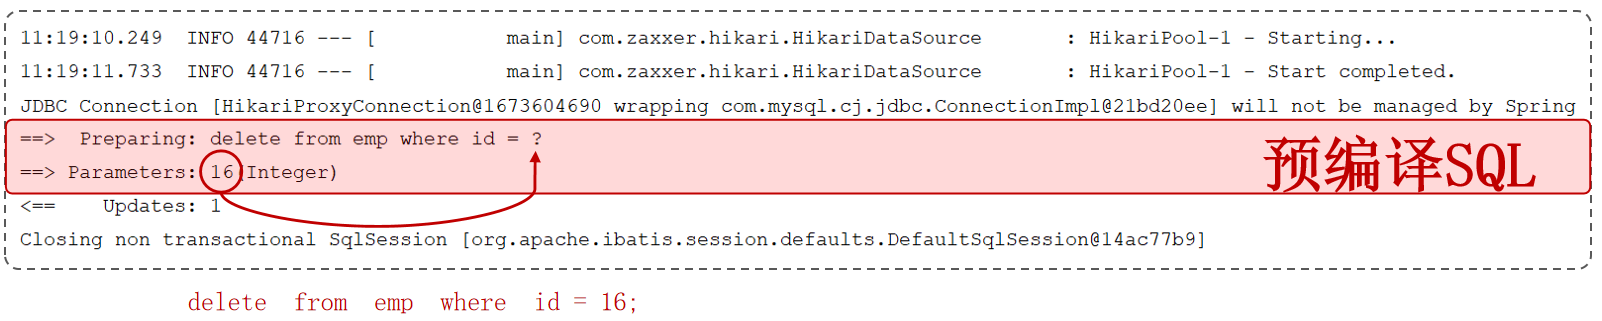 11:19:10.249  INFO 44716 --- [           main] com.zaxxer.hikari.HikariDataSource       : HikariPool-1 - Starting...
11:19:11.733  INFO 44716 --- [           main] com.zaxxer.hikari.HikariDataSource       : HikariPool-1 - Start completed.
JDBC Connection [HikariProxyConnection@1673604690 wrapping com.mysql.cj.jdbc.ConnectionImpl@21bd20ee] will not be managed by Spring
==>  Preparing: delete from emp where id = ?
==> Parameters: 16(Integer)
预编译SQL
<==    Updates: 1
Closing non transactional SqlSession [org.apache.ibatis.session.defaults.DefaultSqlSession@14ac77b9]
delete  from  emp  where  id = 16;